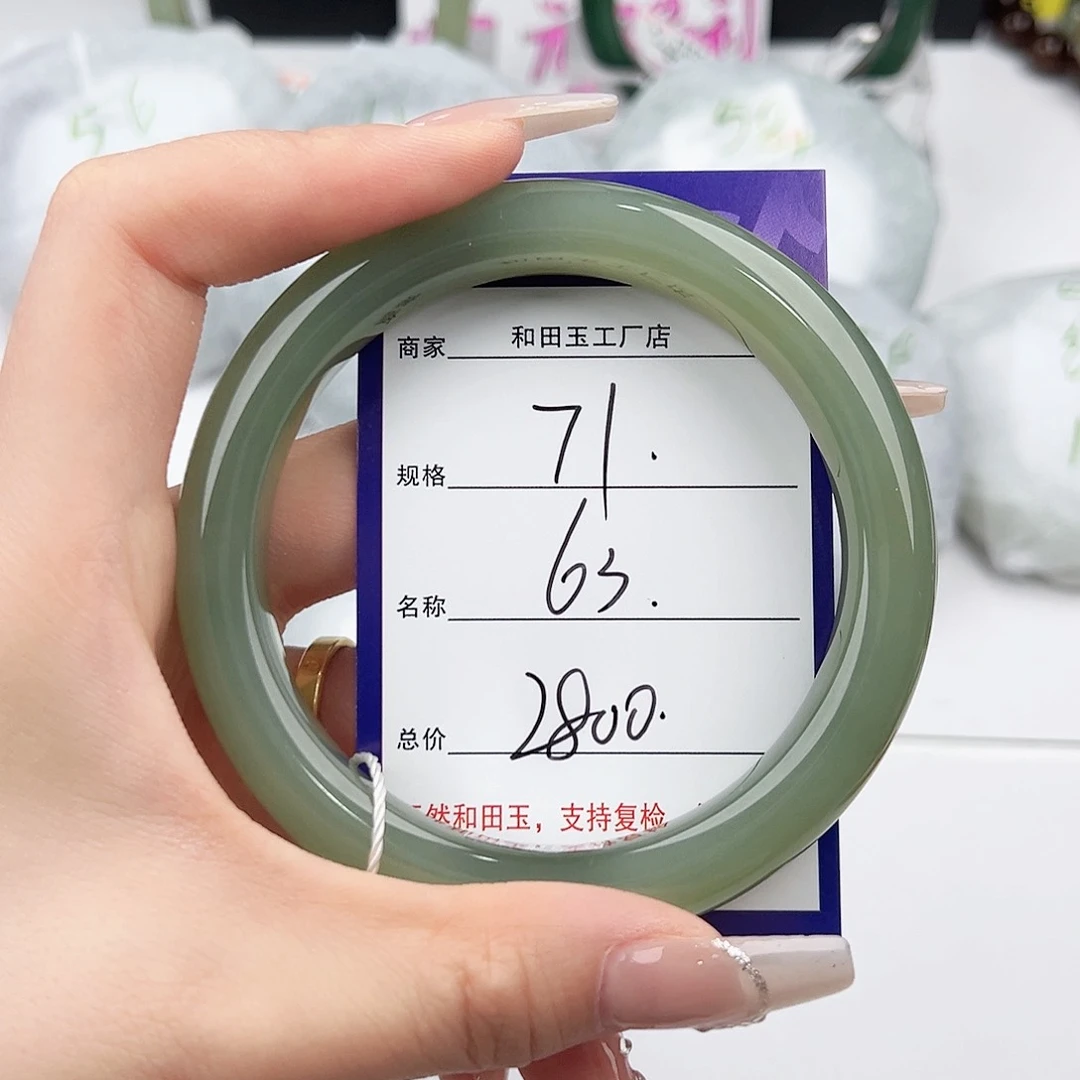 商家 和田玉工厂店
规格 71.
名称 63.
总价 2800.
然和田玉，支持复检